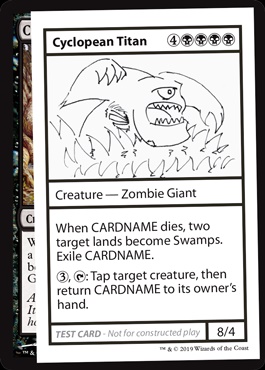 Cyclopean Titan 4
Creature — Zombie Giant
When CARDNAME dies, two
target lands become Swamps.
Exile CARDNAME.
3, : Tap target creature, then
return CARDNAME to its owner's
hand.
TEST CARD - Not for constructed play
8/4
™ & © 2019 Wizards of the Coast